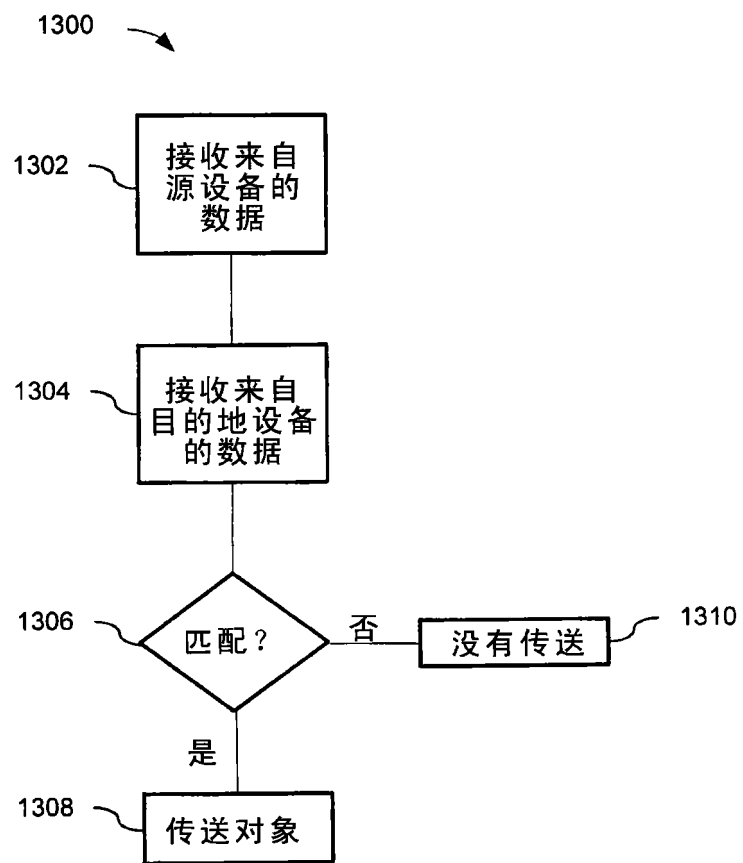 1300
1302
接收来自
源设备的
数据
1304
接收来自
目的地设备
的数据
1306
匹配?
否
没有传送
1310
是
1308
传送对象